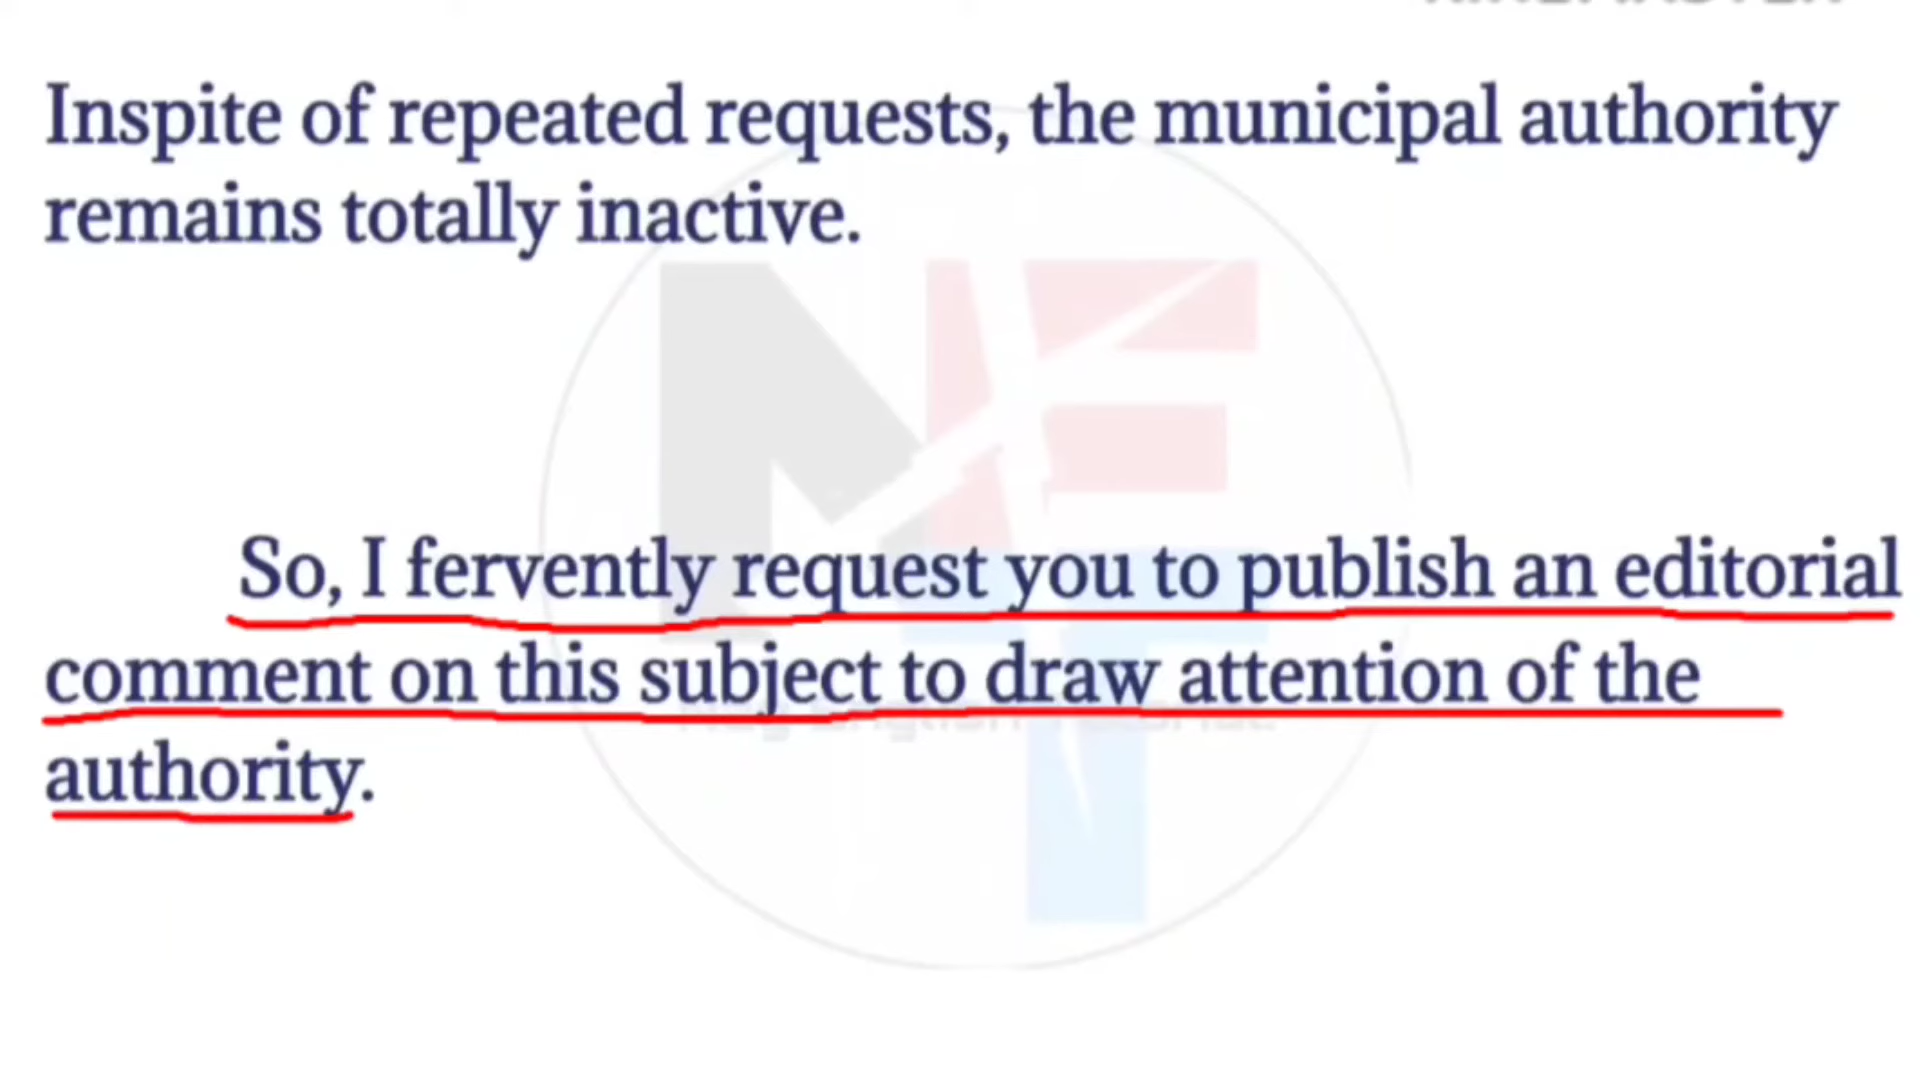 Inspite of repeated requests, the municipal authority
remains totally inactive.
So, I fervently request you to publish an editorial
comment on this subject to draw attention of the
authority.